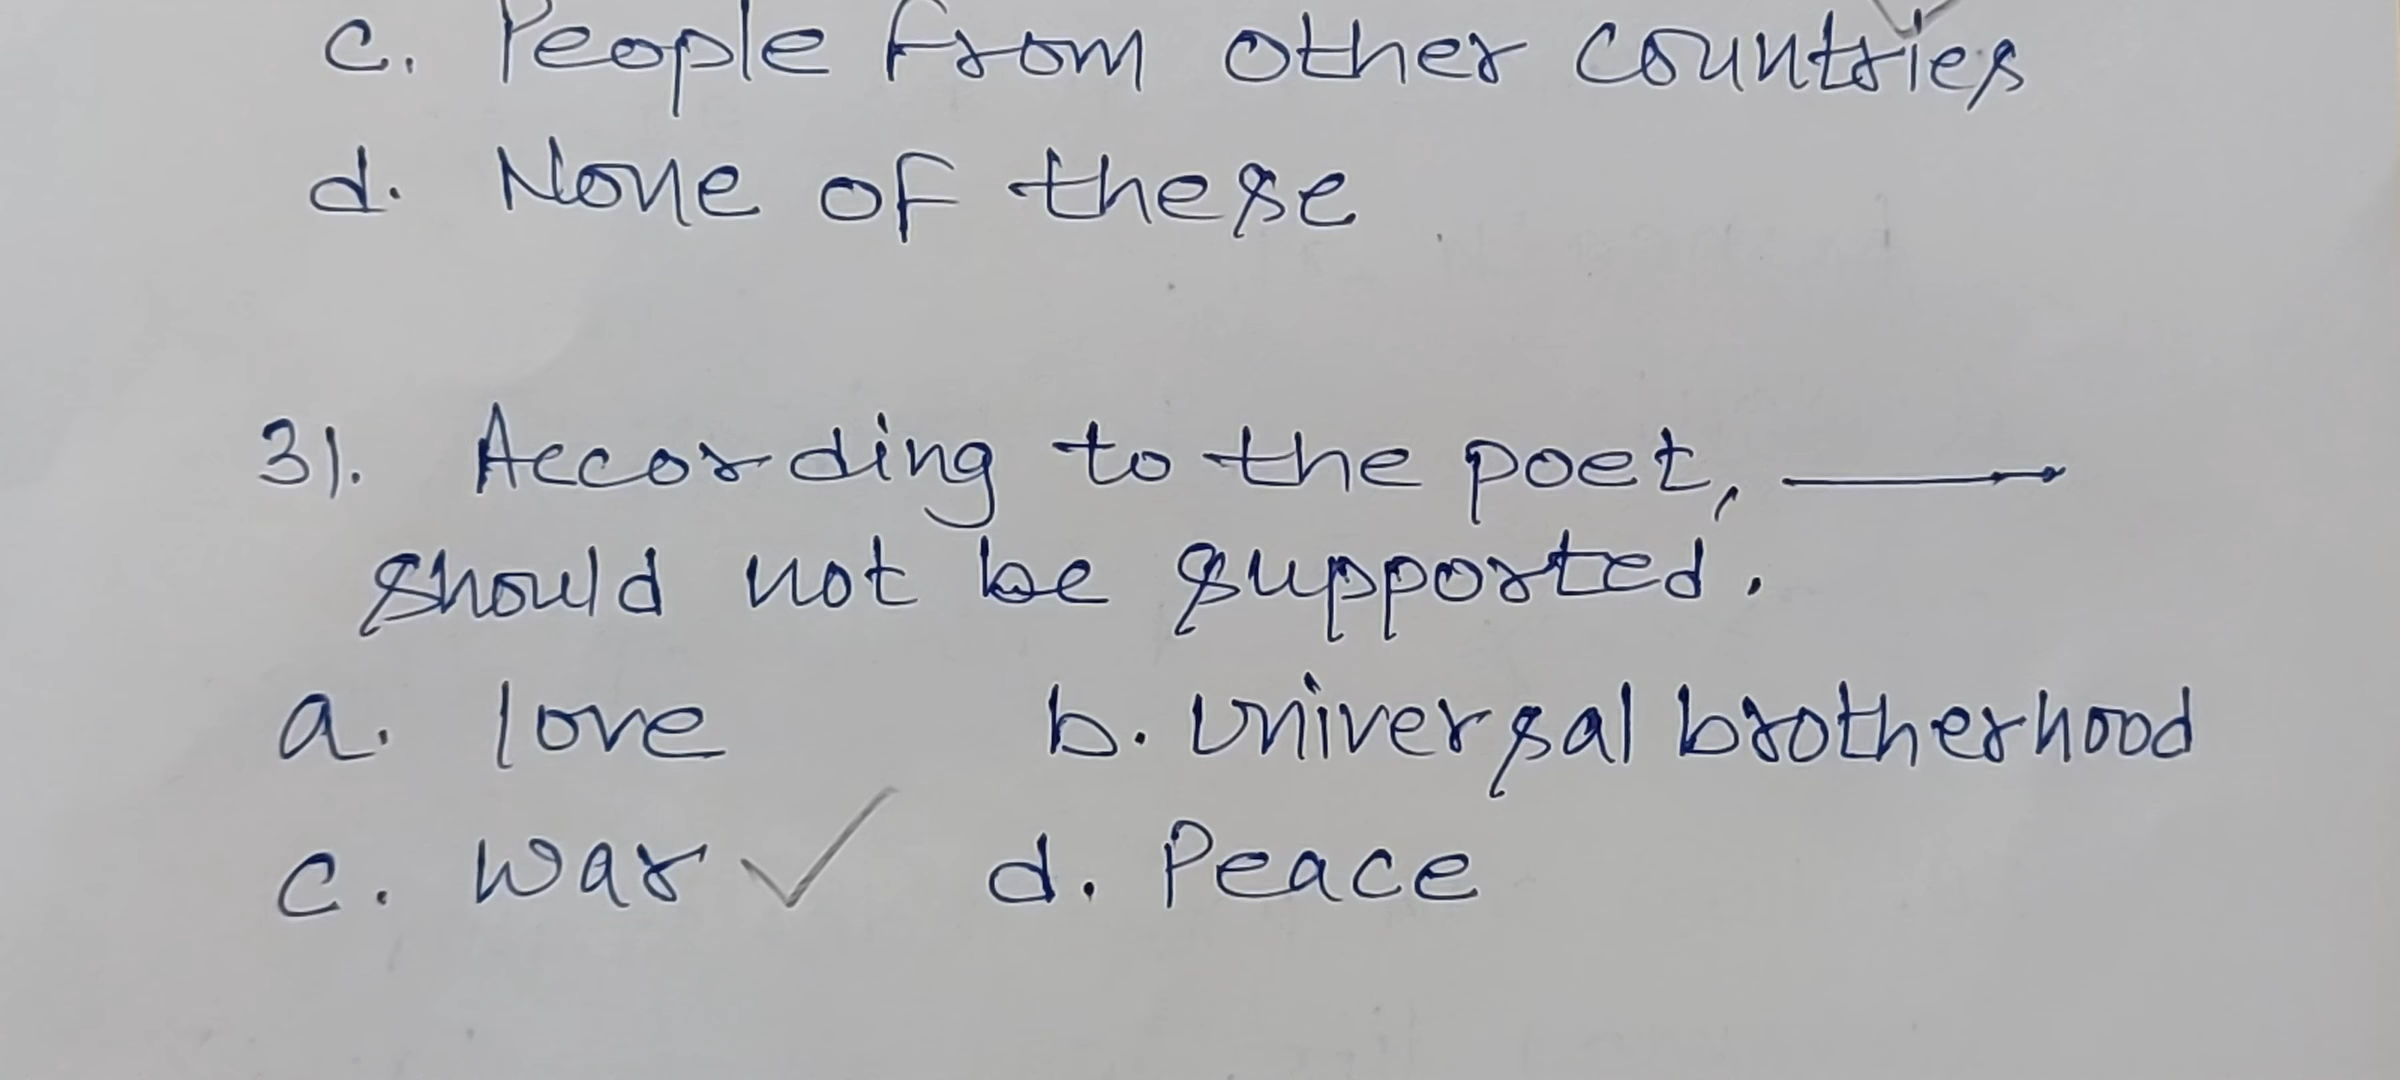 c. People from other countries
d. None of these
31. According to the poet, ———
should not be supported.
a. love b. Universal brotherhood
c. War ✓ d. Peace